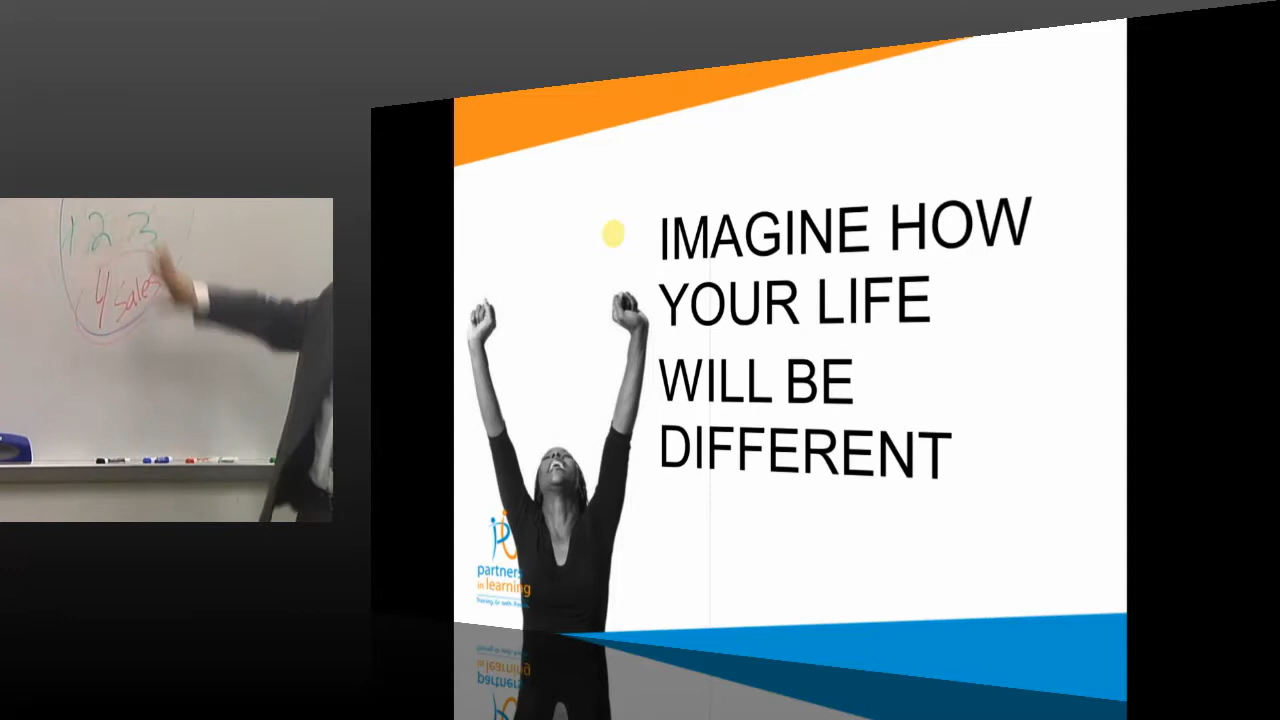 1 2 3
4 sales
IMAGINE HOW
YOUR LIFE
WILL BE
DIFFERENT
partners
in learning